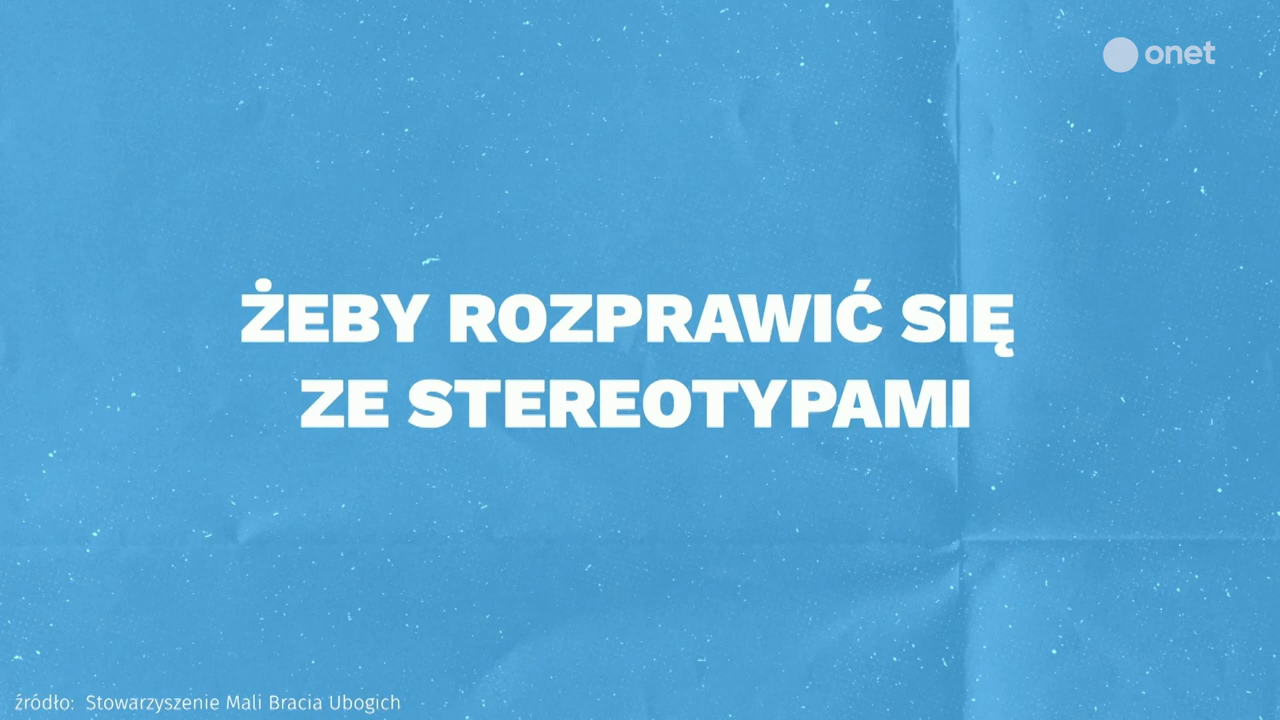 onet
ŻEBY ROZPRAWIĆ SIĘ
ZE STEREOTYPAMI
źródło: Stowarzyszenie Mali Bracia Ubogich